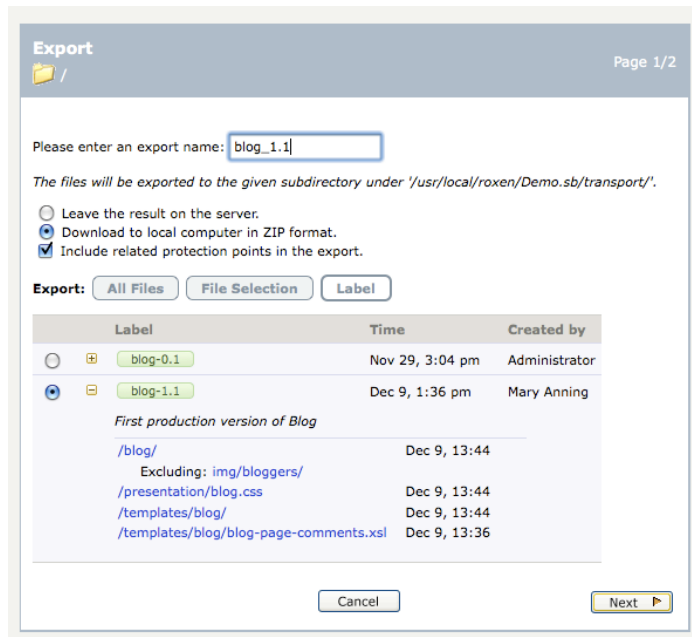 Export
/
Page 1/2
Please enter an export name: blog_1.1
The files will be exported to the given subdirectory under '/usr/local/roxen/Demo.sb/transport/'.
Leave the result on the server.
Download to local computer in ZIP format.
Include related protection points in the export.
Export: All Files File Selection Label
Label Time Created by
blog-0.1 Nov 29, 3:04 pm Administrator
blog-1.1 Dec 9, 1:36 pm Mary Anning
First production version of Blog
/blog/ Dec 9, 13:44
Excluding: img/bloggers/
/presentation/blog.css Dec 9, 13:44
/templates/blog/ Dec 9, 13:44
/templates/blog/blog-page-comments.xsl Dec 9, 13:36
Cancel Next